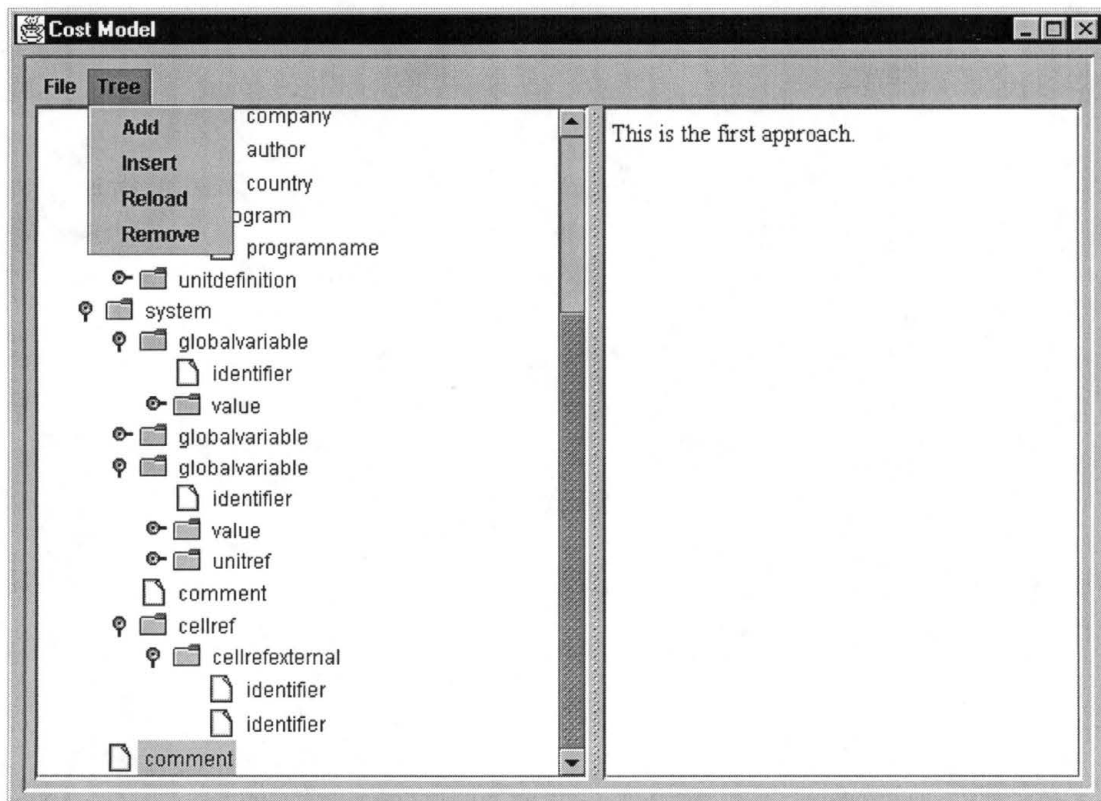 Cost Model
File Tree
Add
Insert
Reload
Remove
company
author
country
ogram
programname
unitdefinition
system
globalvariable
identifier
value
globalvariable
globalvariable
identifier
value
unitref
comment
cellref
cellrefexternal
identifier
identifier
comment
This is the first approach.